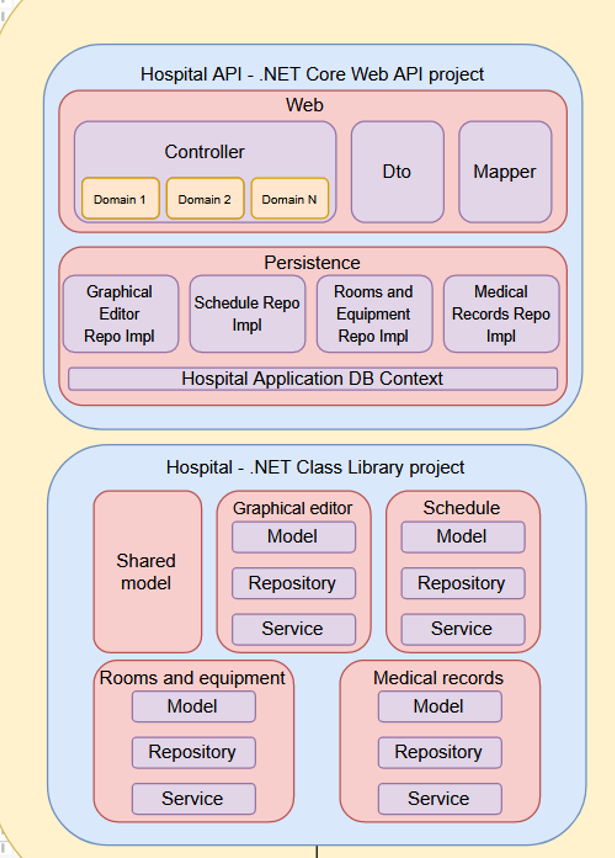 Hospital API - .NET Core Web API project
Web
Controller
Domain 1
Domain 2
Domain N
Dto
Mapper
Persistence
Graphical
Editor
Repo Impl
Schedule Repo
Impl
Rooms and
Equipment
Repo Impl
Medical
Records Repo
Impl
Hospital Application DB Context
Hospital - .NET Class Library project
Shared
model
Graphical editor
Model
Repository
Service
Schedule
Model
Repository
Service
Rooms and equipment
Model
Repository
Service
Medical records
Model
Repository
Service